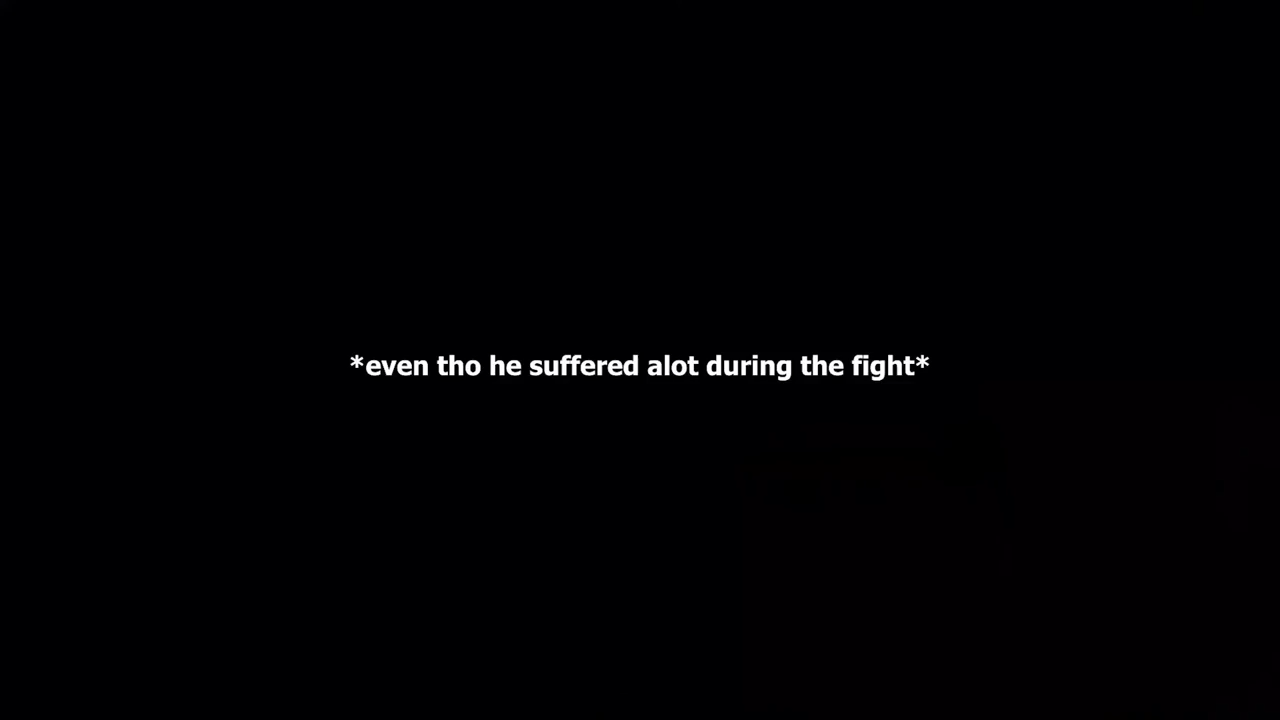 *even tho he suffered alot during the fight*